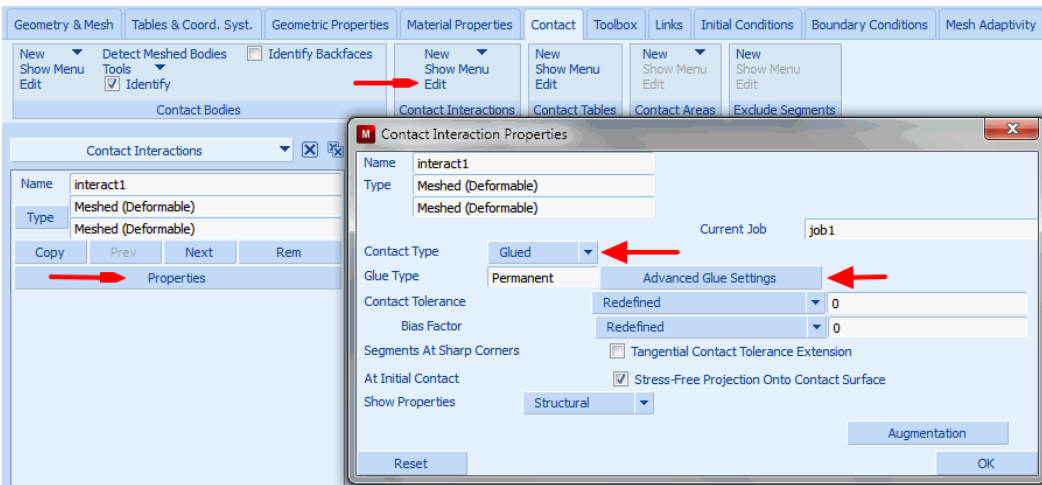 Geometry & Mesh Tables & Coord. Syst. Geometric Properties Material Properties Contact Toolbox Links Initial Conditions Boundary Conditions Mesh Adaptivity
New Detect Meshed Bodies Identify Backfaces New New New New
Show Menu Tools Show Menu Show Menu Show Menu Show Menu
Edit Identify Edit Edit Edit Edit
Contact Bodies Contact Interactions Contact Tables Contact Areas Exclude Segments
Contact Interactions
Name interact1
Type Meshed (Deformable)
Meshed (Deformable)
Copy Prev Next Rem
Properties
M Contact Interaction Properties
Name interact1
Type Meshed (Deformable)
Meshed (Deformable)
Current Job job1
Contact Type Glued
Glue Type Permanent Advanced Glue Settings
Contact Tolerance Redefined 0
Bias Factor Redefined 0
Segments At Sharp Corners Tangential Contact Tolerance Extension
At Initial Contact Stress-Free Projection Onto Contact Surface
Show Properties Structural
Augmentation
Reset OK